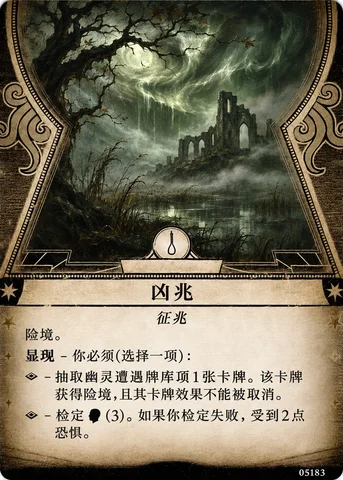 凶兆
征兆
险境。
显现 – 你必须(选择一项)：
– 抽取幽灵遭遇牌库项1张卡牌。该卡牌
获得险境，且其卡牌效果不能被取消。
– 检定 (3)。如果你检定失败，受到2点
恐惧。
05183